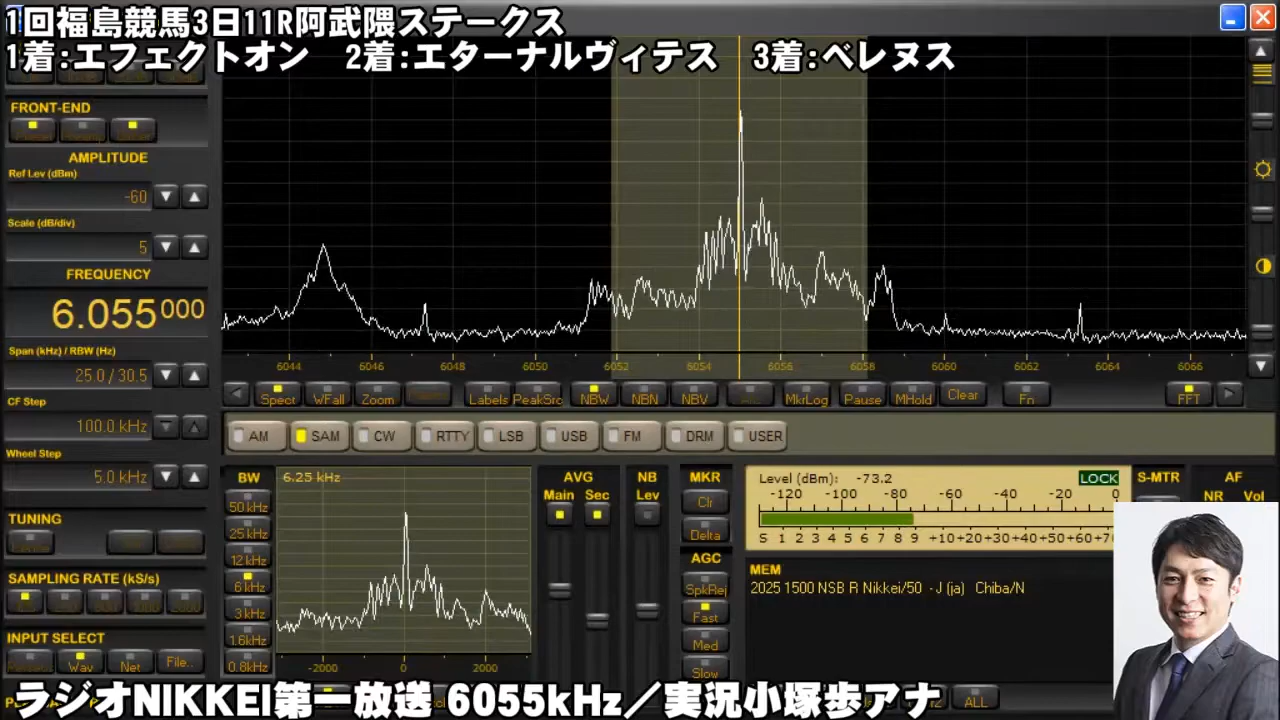 1回福島競馬3日11R阿武隈ステークス
1着:エフェクトオン　2着:エターナルヴィテス　3着:ベレヌス
FRONT-END
AMPLITUDE
Ref Lev (dBm)
-60
Scale (dB/div)
5
FREQUENCY
6.055000
Span (kHz) / RBW (Hz)
25.0 / 30.5
CF Step
100.0 kHz
Wheel Step
5.0 kHz
TUNING
SAMPLING RATE (kS/s)
INPUT SELECT
Wav Net File..
6044 6046 6048 6050 6052 6054 6056 6058 6060 6062 6064 6066
Spect WFall Zoom Labels PeakSrc NBW NBN NBV MkrLog Pause MHold Clear Fn FFT
AM SAM CW RTTY LSB USB FM DRM USER
BW
50 kHz
25 kHz
12 kHz
6 kHz
3 kHz
1.6kHz
0.8kHz
6.25 kHz
-2000 0 2000
AVG
Main Sec
NB
Lev
MKR
Clr
Delta
AGC
SpkRej
Fast
Med
Slow
Level (dBm): -73.2
LOCK
-120 -100 -80 -60 -40 -20 0
S 1 2 3 4 5 6 7 8 9 +10+20+30+40+50+60+7
S-MTR
AF
NR Vol
MEM
2025 1500 NSB R Nikkei/50 - J (ja) Chiba/N
ALL
ラジオNIKKEI第一放送 6055kHz／実況小塚歩アナ